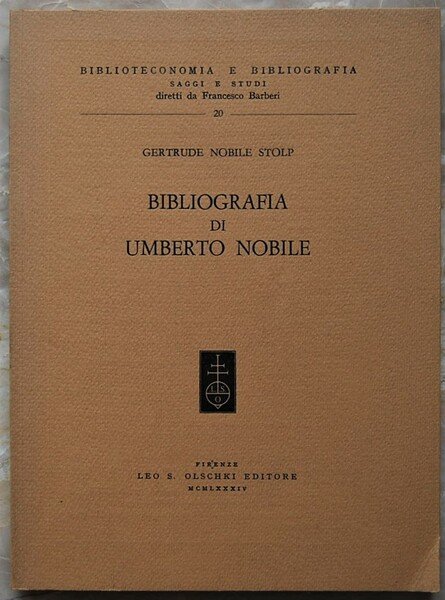 BIBLIOTECONOMIA E BIBLIOGRAFIA
SAGGI E STUDI
diretti da Francesco Barberi
20
GERTRUDE NOBILE STOLP
BIBLIOGRAFIA
DI
UMBERTO NOBILE
L S
O
FIRENZE
LEO S. OLSCHKI EDITORE
MCMLXXXIV